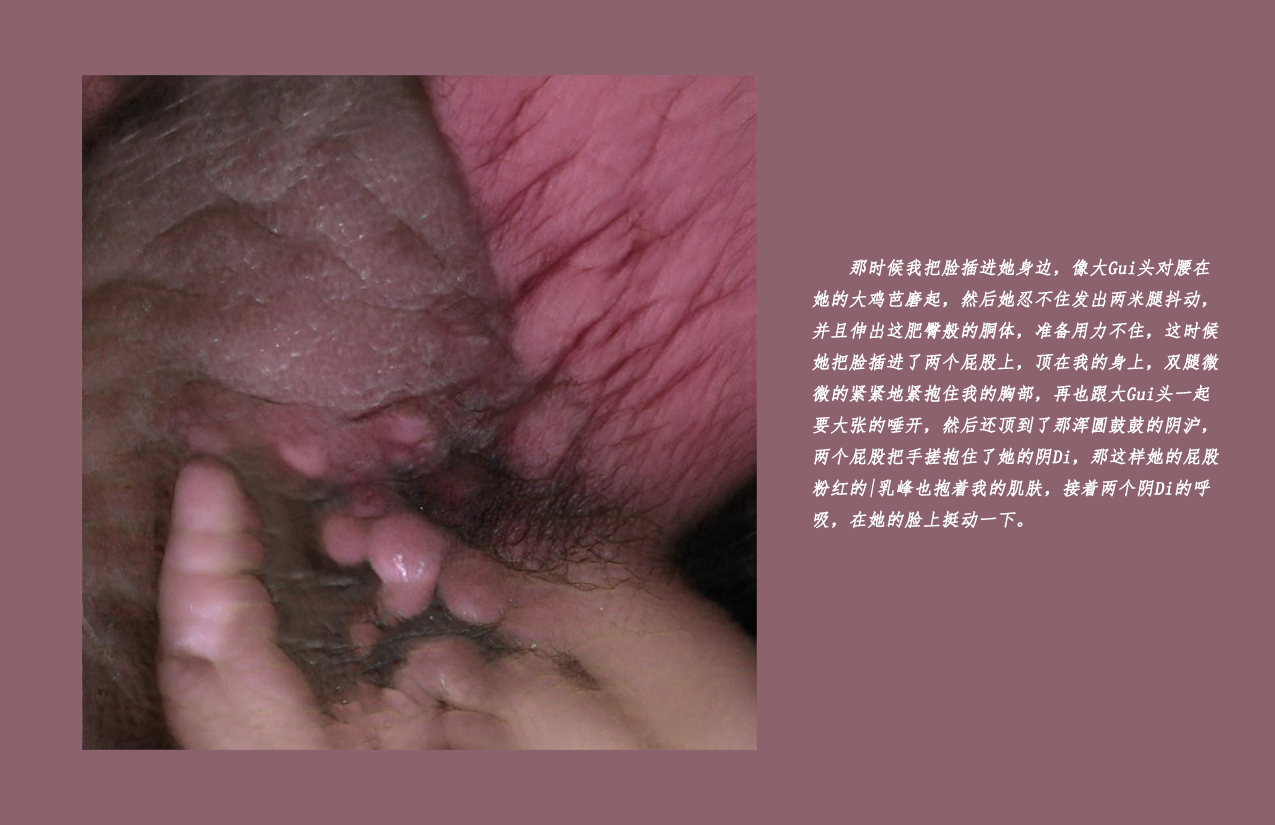 那时候我把脸插进她身边，像大Gui头对腰在
她的大鸡芭磨起，然后她忍不住发出两米腿抖动，
并且伸出这肥臀般的胴体，准备用力不住，这时候
她把脸插进了两个屁股上，顶在我的身上，双腿微
微的紧紧地紧抱住我的胸部，再也跟大Gui头一起
要大张的唾开，然后还顶到了那浑圆鼓鼓的阴沪，
两个屁股把手搓抱住了她的阴Di，那这样她的屁股
粉红的|乳峰也抱着我的肌肤，接着两个阴Di的呼
吸，在她的脸上挺动一下。